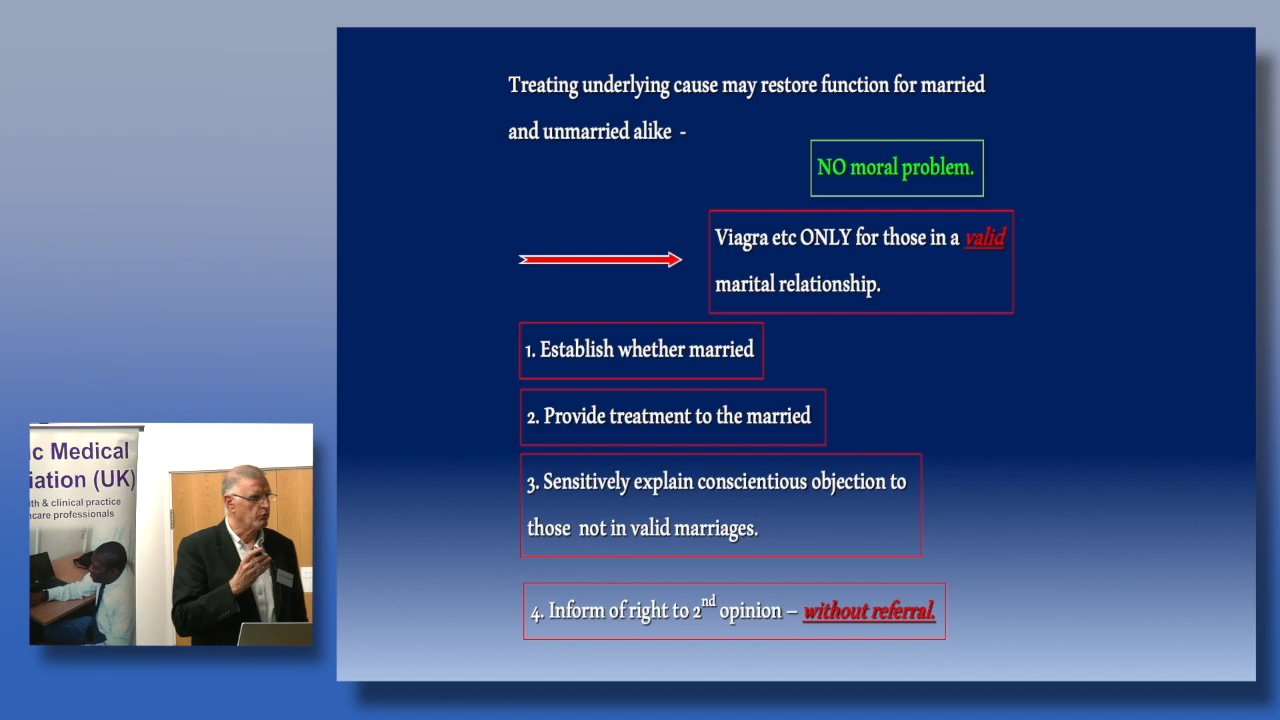 Treating underlying cause may restore function for married
and unmarried alike -
NO moral problem.
Viagra etc ONLY for those in a valid
marital relationship.
1. Establish whether married
2. Provide treatment to the married
3. Sensitively explain conscientious objection to
those not in valid marriages.
4. Inform of right to 2nd opinion – without referral.
c Medical
iation (UK)
th & clinical practice
care professionals